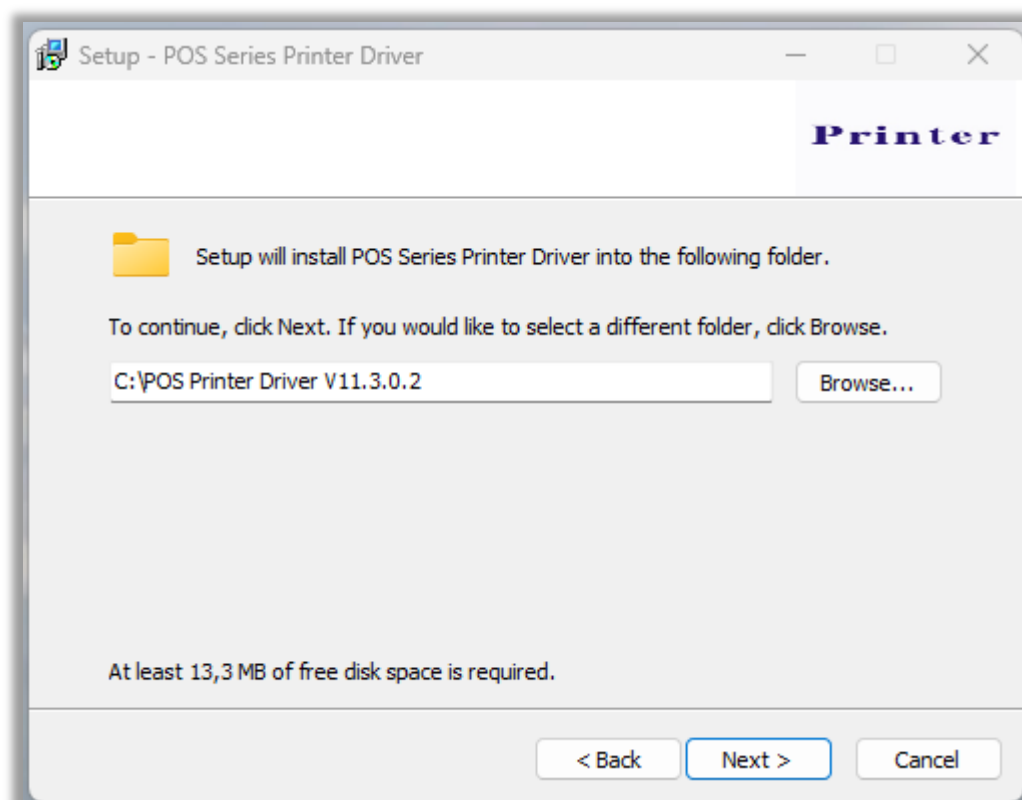 Setup - POS Series Printer Driver
Printer
Setup will install POS Series Printer Driver into the following folder.
To continue, click Next. If you would like to select a different folder, click Browse.
C:\POS Printer Driver V11.3.0.2
Browse...
At least 13,3 MB of free disk space is required.
< Back
Next >
Cancel